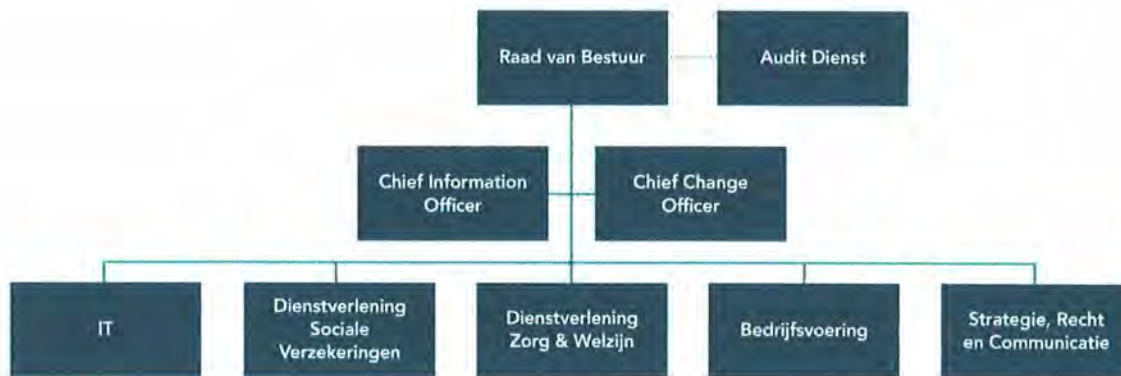 Raad van Bestuur
Audit Dienst
Chief Information
Officer
Chief Change
Officer
IT
Dienstverlening
Sociale
Verzekeringen
Dienstverlening
Zorg & Welzijn
Bedrijfsvoering
Strategie, Recht
en Communicatie